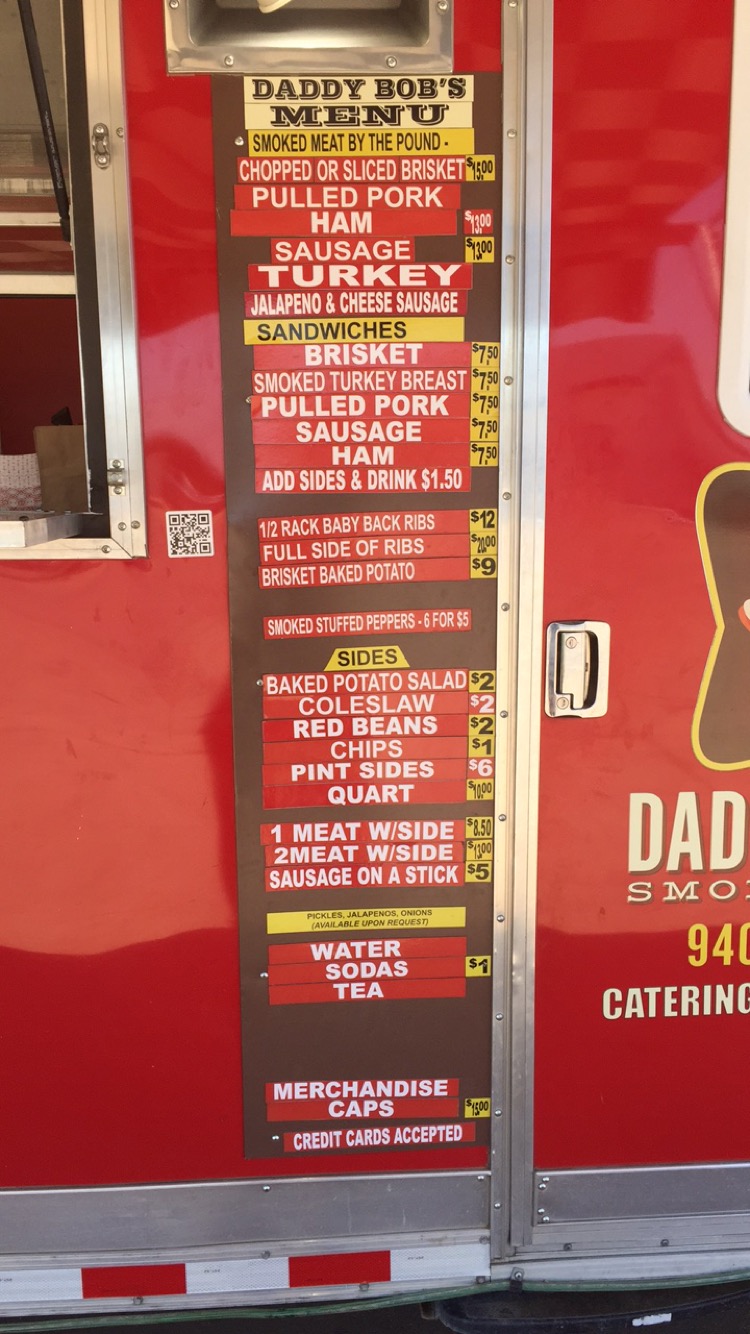 DADDY BOB'S
MENU
SMOKED MEAT BY THE POUND -
CHOPPED OR SLICED BRISKET $15.00
PULLED PORK
HAM $13.00
SAUSAGE $13.00
TURKEY
JALAPENO & CHEESE SAUSAGE
SANDWICHES
BRISKET $7.50
SMOKED TURKEY BREAST $7.50
PULLED PORK $7.50
SAUSAGE $7.50
HAM $7.50
ADD SIDES & DRINK $1.50
1/2 RACK BABY BACK RIBS $12
FULL SIDE OF RIBS $20.00
BRISKET BAKED POTATO $9
SMOKED STUFFED PEPPERS - 6 FOR $5
SIDES
BAKED POTATO SALAD $2
COLESLAW $2
RED BEANS $2
CHIPS $1
PINT SIDES $6
QUART $10.00
1 MEAT W/SIDE $8.50
2MEAT W/SIDE $13.00
SAUSAGE ON A STICK $5
PICKLES, JALAPENOS, ONIONS
(AVAILABLE UPON REQUEST)
WATER
SODAS $1
TEA
MERCHANDISE
CAPS $15.00
CREDIT CARDS ACCEPTED
DAD
SMO
940
CATERING